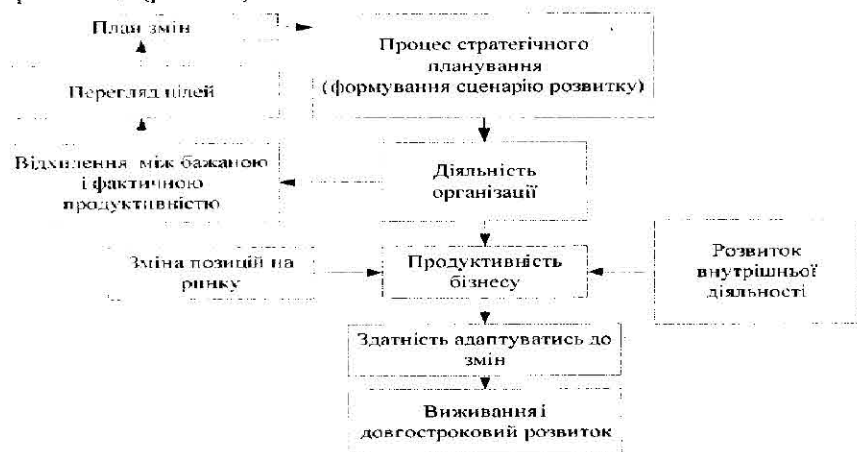 План змін
Процес стратегічного
планування
(формування сценарію розвитку)
Перегляд цілей
Відхилення між бажаною
і фактичною
продуктивністю
Діяльність
організації
Зміна позицій на
ринку
Продуктивність
бізнесу
Розвиток
внутрішньої
діяльності
Здатність адаптуватись до
змін
Виживання і
довгостроковий розвиток